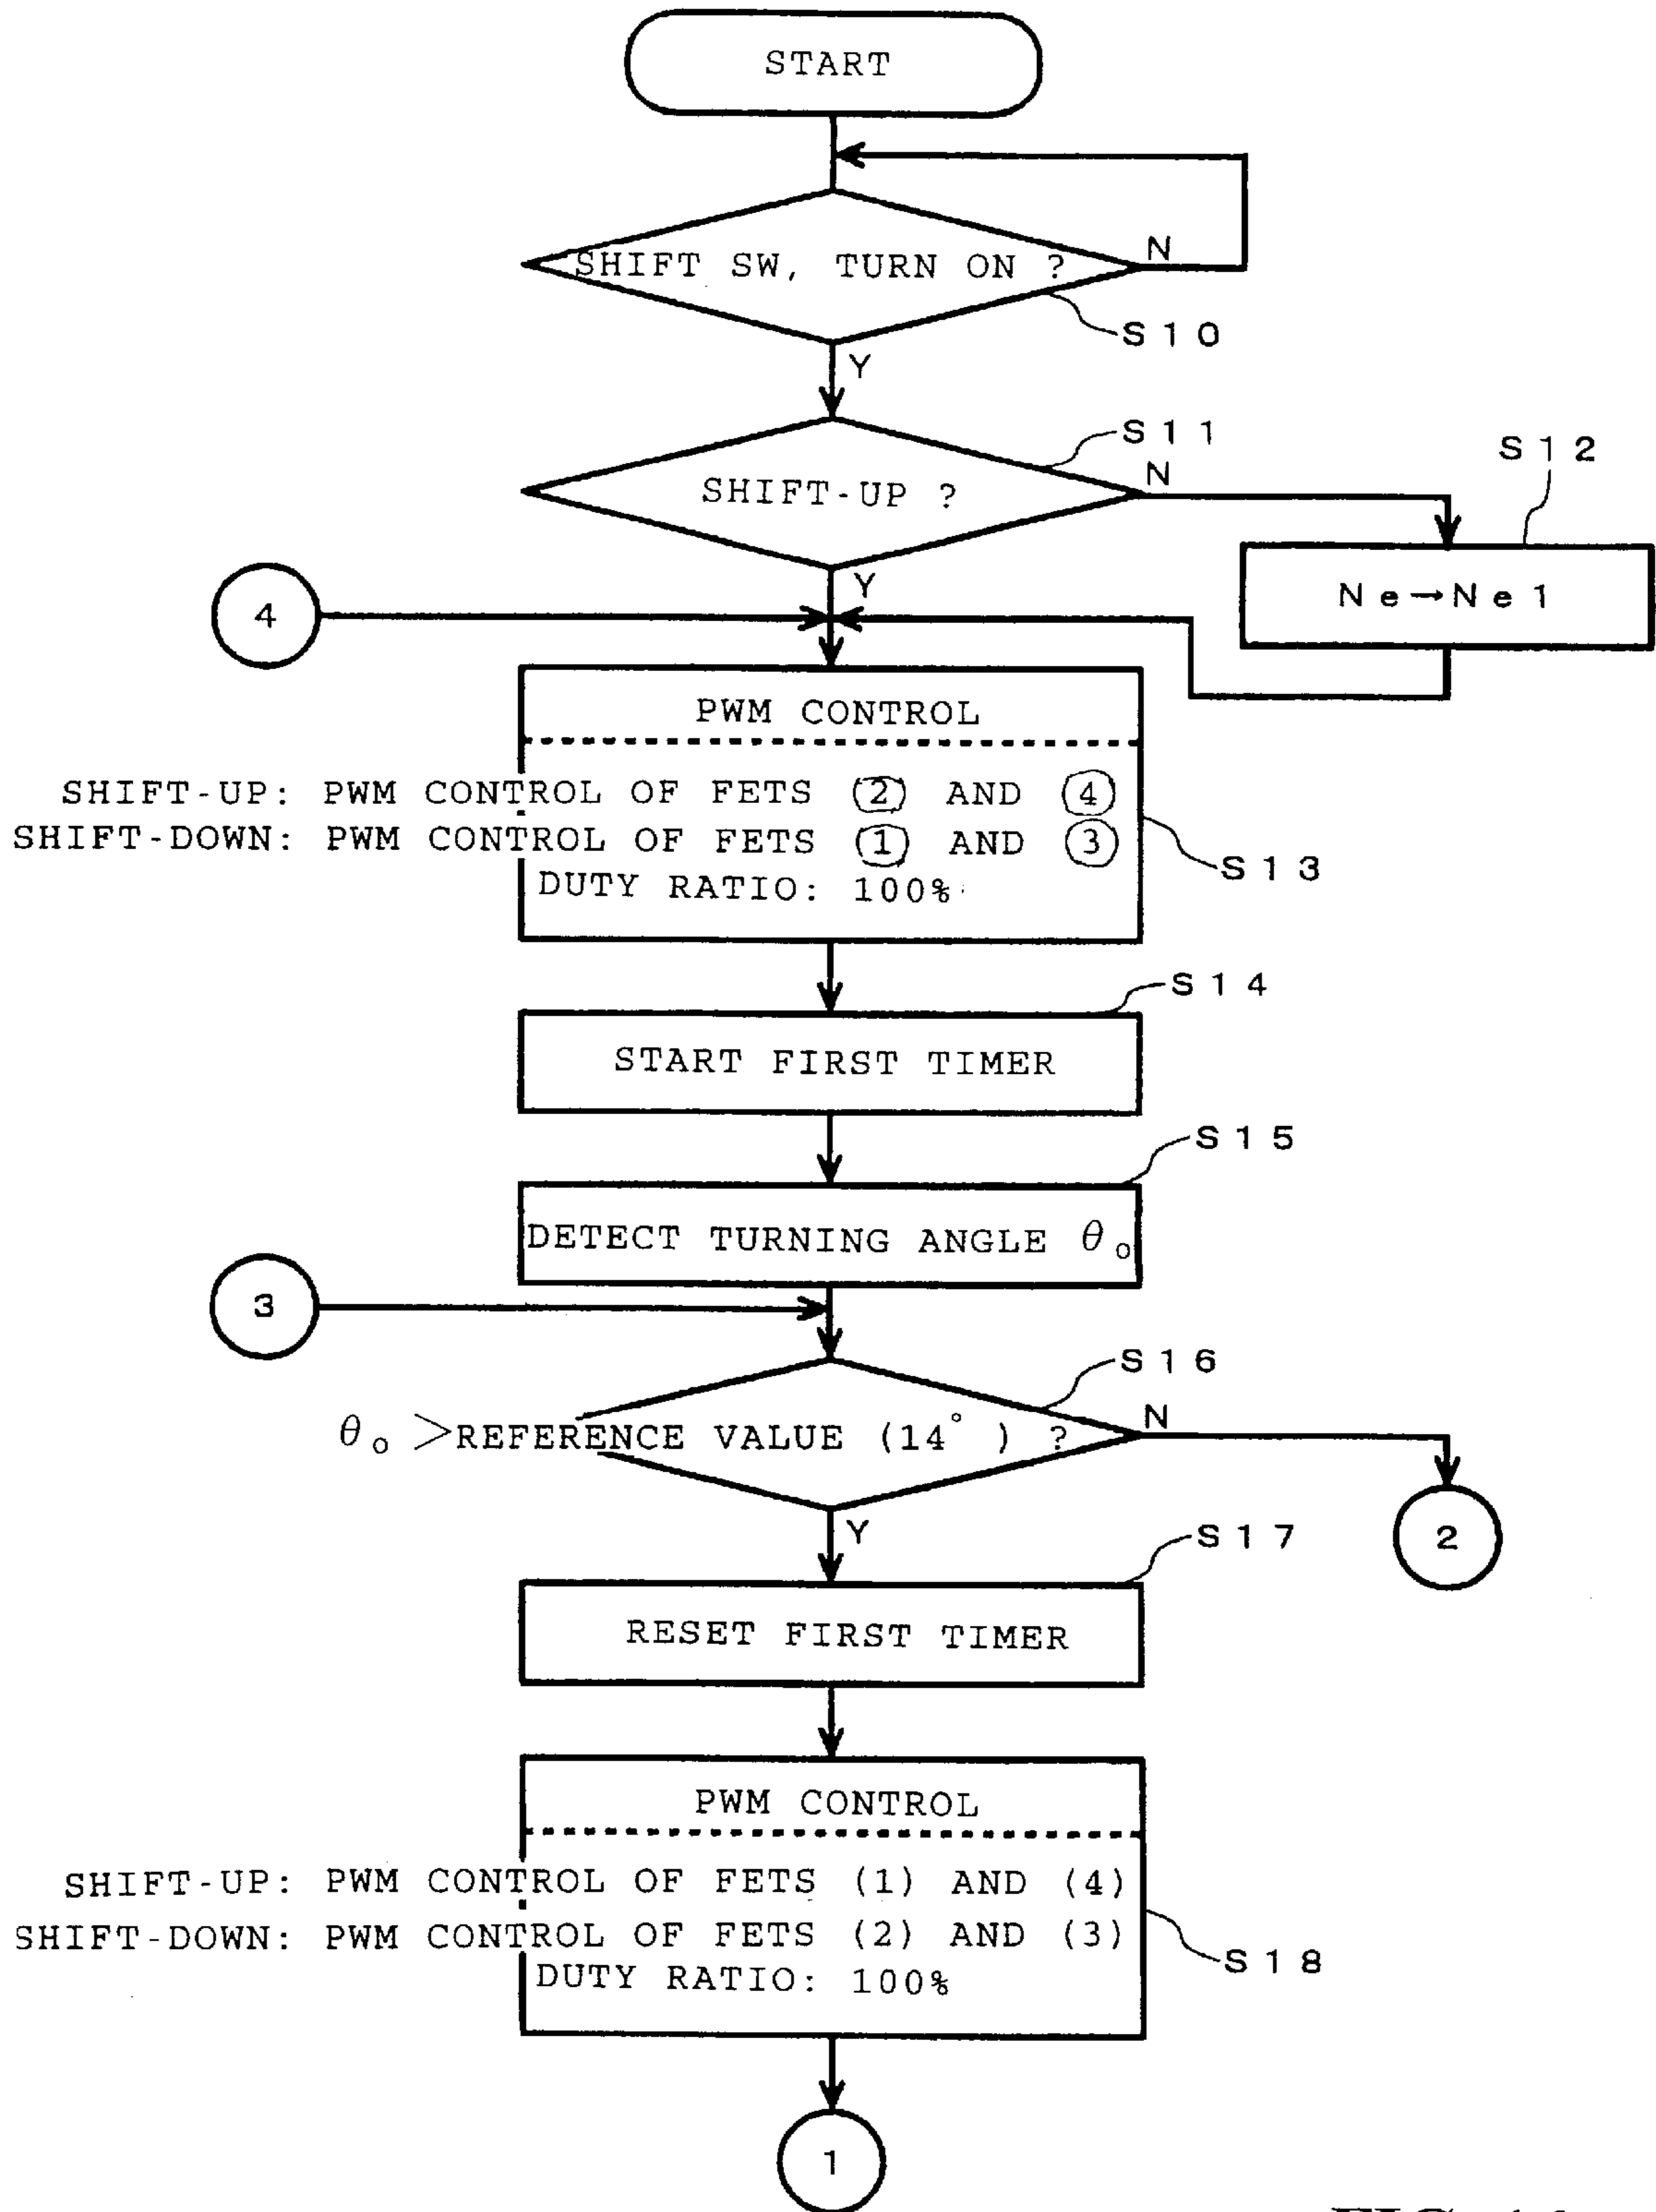 START
SHIFT SW, TURN ON ?
N
S10
Y
S11
SHIFT-UP ?
N
S12
Y
Ne→Ne1
4
PWM CONTROL
SHIFT-UP: PWM CONTROL OF FETS ② AND ④
SHIFT-DOWN: PWM CONTROL OF FETS ① AND ③
DUTY RATIO: 100%
S13
S14
START FIRST TIMER
S15
DETECT TURNING ANGLE θo
3
S16
θo >REFERENCE VALUE (14° ) ?
N
2
Y
S17
RESET FIRST TIMER
PWM CONTROL
SHIFT-UP: PWM CONTROL OF FETS (1) AND (4)
SHIFT-DOWN: PWM CONTROL OF FETS (2) AND (3)
DUTY RATIO: 100%
S18
1